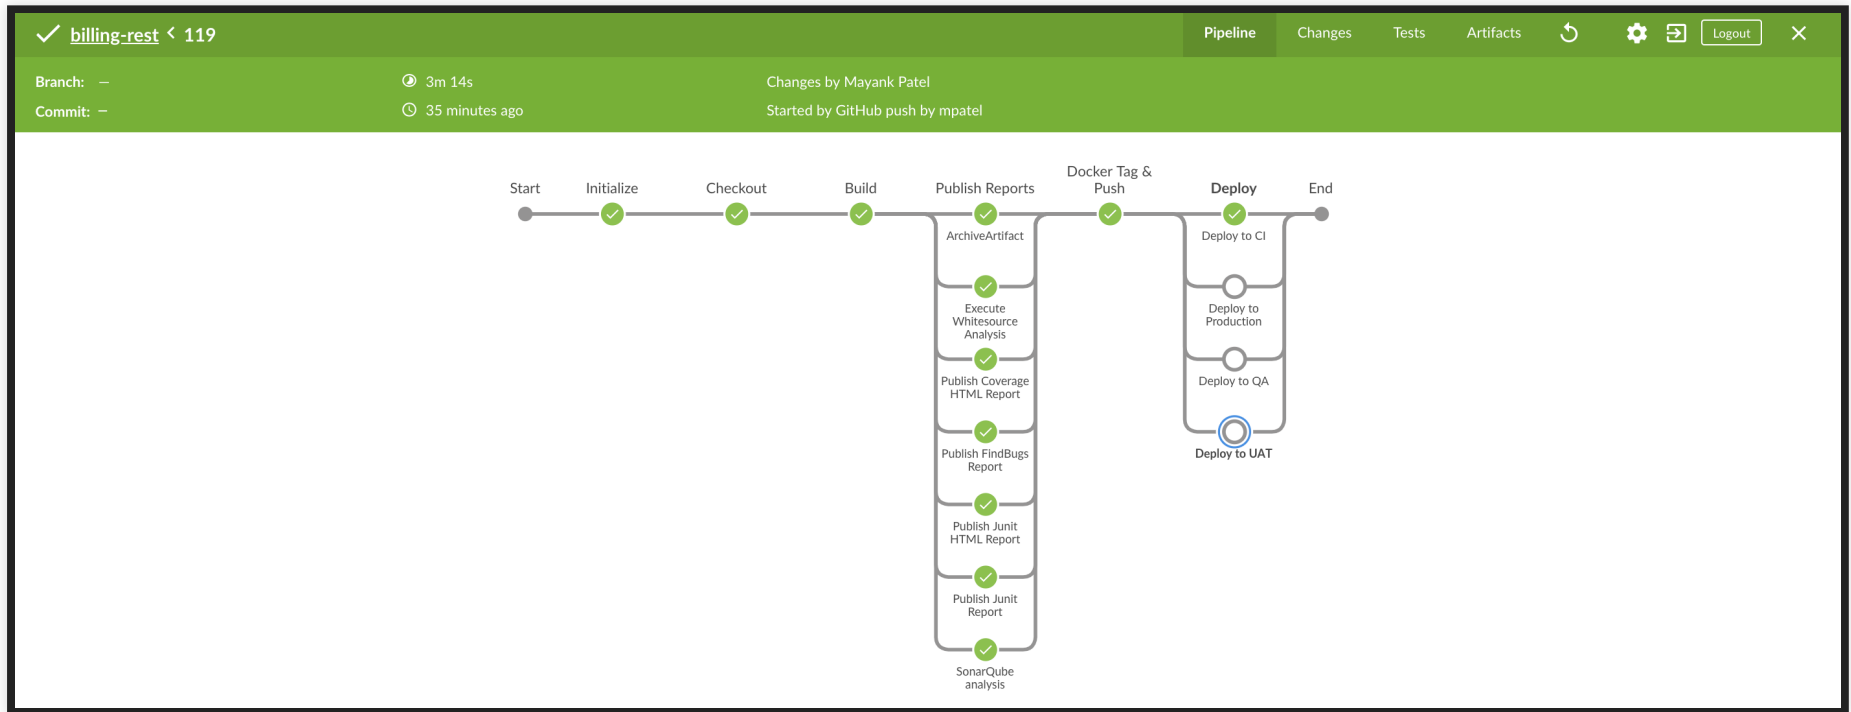 billing-rest < 119
Pipeline
Changes
Tests
Artifacts
Logout
Branch: —
3m 14s
Changes by Mayank Patel
Commit: —
35 minutes ago
Started by GitHub push by mpatel
Start
Initialize
Checkout
Build
Publish Reports
Docker Tag &
Push
Deploy
End
ArchiveArtifact
Execute
Whitesource
Analysis
Publish Coverage
HTML Report
Publish FindBugs
Report
Publish Junit
HTML Report
Publish Junit
Report
SonarQube
analysis
Deploy to CI
Deploy to
Production
Deploy to QA
Deploy to UAT